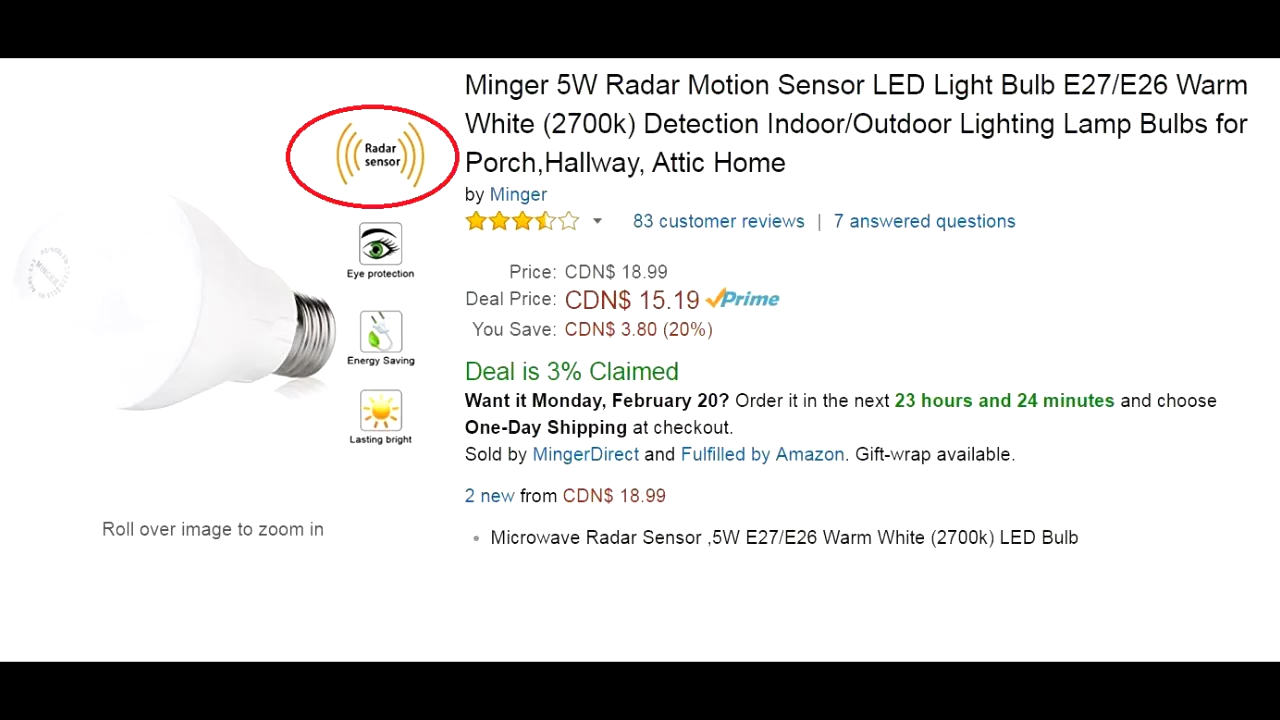 Minger 5W Radar Motion Sensor LED Light Bulb E27/E26 Warm
White (2700k) Detection Indoor/Outdoor Lighting Lamp Bulbs for
Porch,Hallway, Attic Home
by Minger
83 customer reviews | 7 answered questions
Price: CDN$ 18.99
Deal Price: CDN$ 15.19 Prime
You Save: CDN$ 3.80 (20%)
Deal is 3% Claimed
Want it Monday, February 20? Order it in the next 23 hours and 24 minutes and choose
One-Day Shipping at checkout.
Sold by MingerDirect and Fulfilled by Amazon. Gift-wrap available.
2 new from CDN$ 18.99
• Microwave Radar Sensor ,5W E27/E26 Warm White (2700k) LED Bulb
Radar
sensor
Eye protection
Energy Saving
Lasting bright
MINGER
Roll over image to zoom in